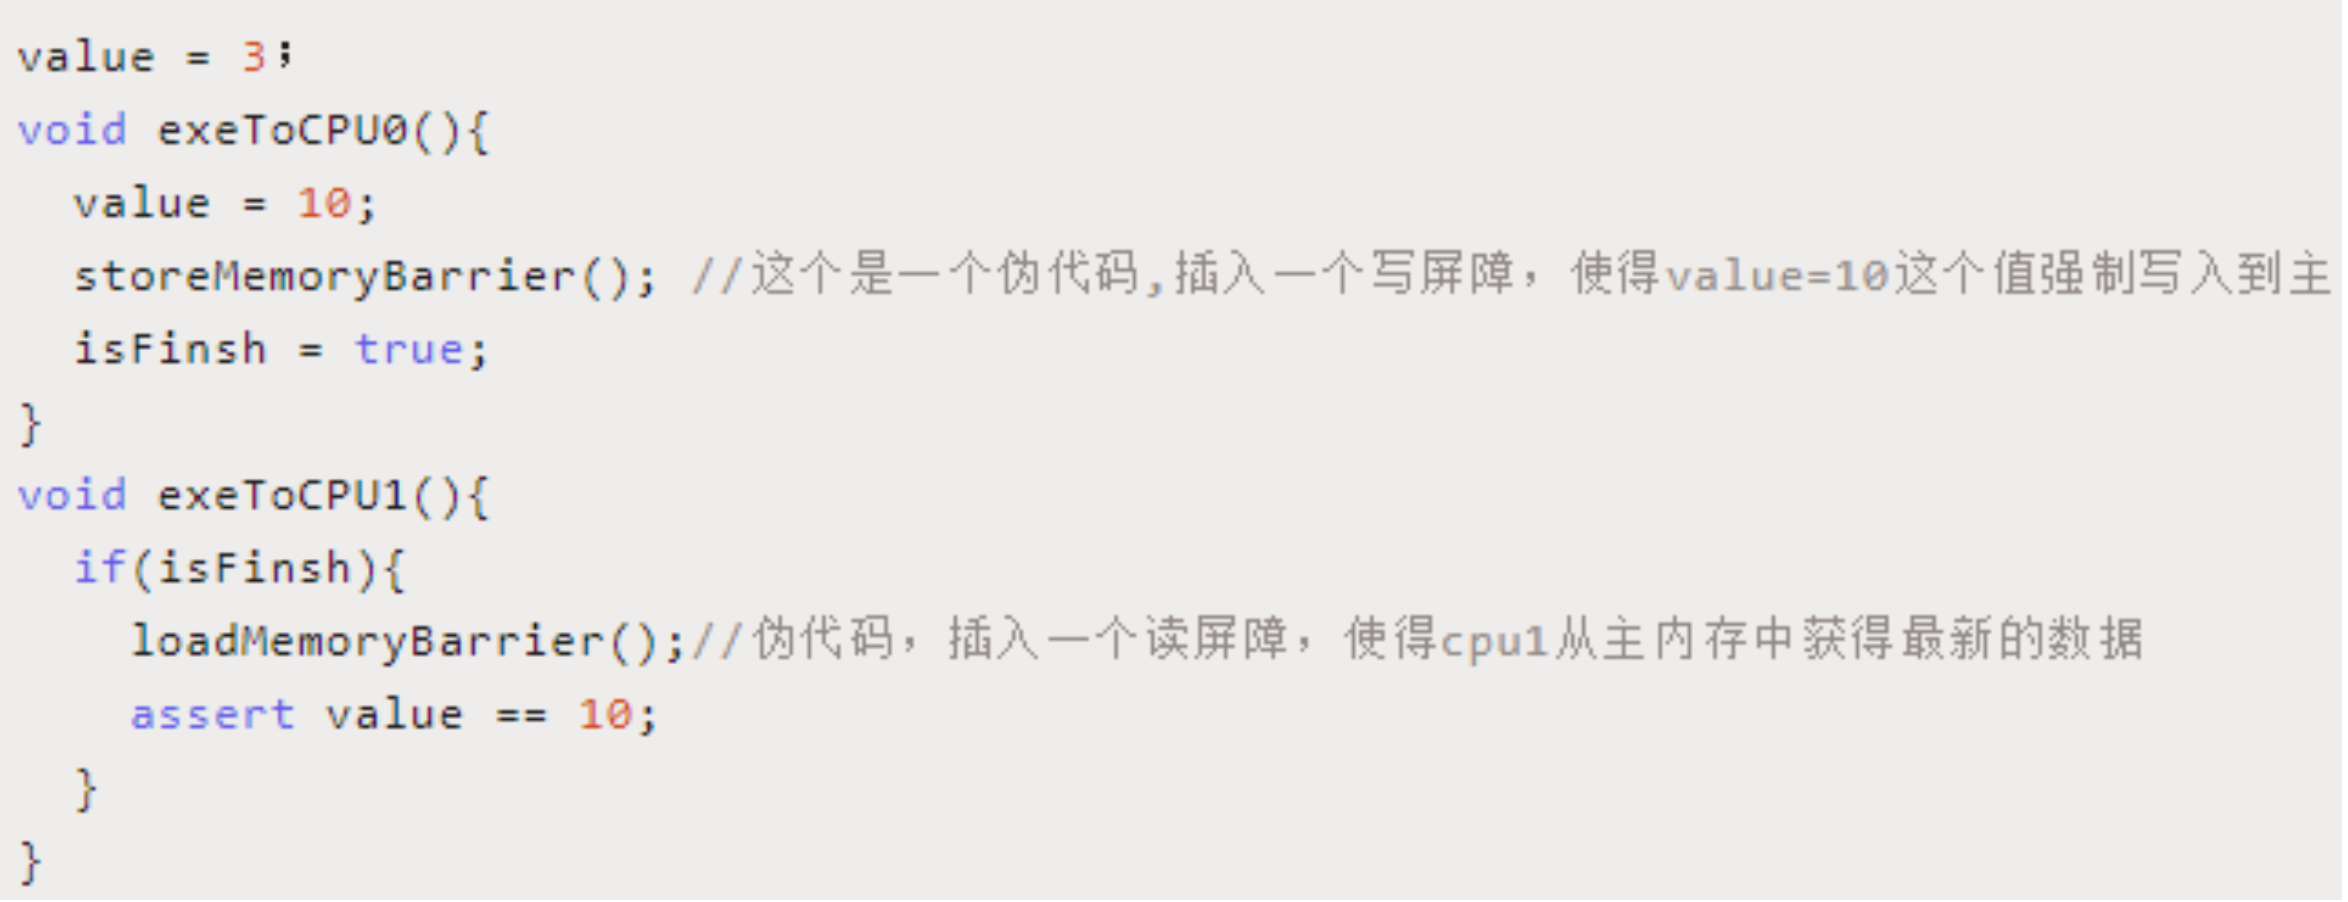 value = 3;
void exeToCPU0(){
  value = 10;
  storeMemoryBarrier(); //这个是一个伪代码,插入一个写屏障，使得value=10这个值强制写入到主
  isFinsh = true;
}
void exeToCPU1(){
  if(isFinsh){
    loadMemoryBarrier();//伪代码，插入一个读屏障，使得cpu1从主内存中获得最新的数据
    assert value == 10;
  }
}